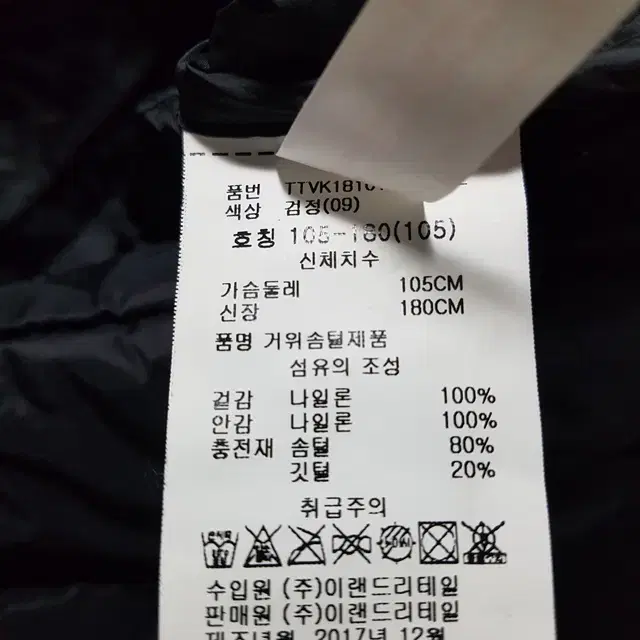 품번 TTVK1810
색상 검정(09)
호칭 105-180(105)
신체치수
가슴둘레 105CM
신장 180CM
품명 거위솜털제품
섬유의 조성
겉감 나일론 100%
안감 나일론 100%
충전재 솜털 80%
깃털 20%
취급주의
수입원 (주)이랜드리테일
판매원 (주)이랜드리테일
제조년월 2017년 12월